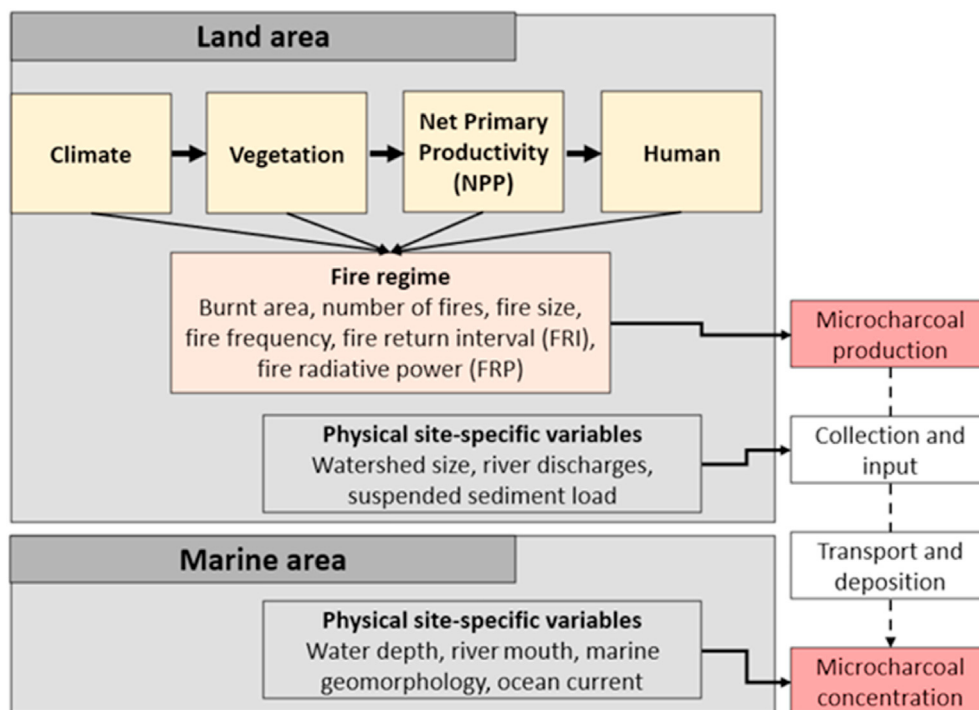 Land area
Climate
Vegetation
Net Primary
Productivity
(NPP)
Human
Fire regime
Burnt area, number of fires, fire size,
fire frequency, fire return interval (FRI),
fire radiative power (FRP)
Microcharcoal
production
Physical site-specific variables
Watershed size, river discharges,
suspended sediment load
Collection and
input
Transport and
deposition
Marine area
Physical site-specific variables
Water depth, river mouth, marine
geomorphology, ocean current
Microcharcoal
concentration